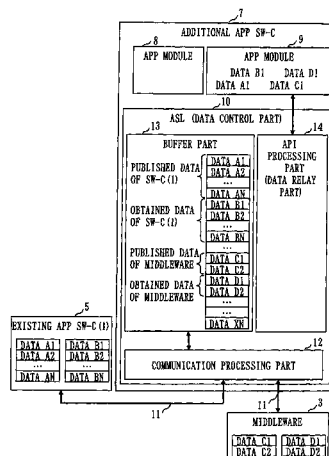 7
ADDITIONAL APP SW-C
8
9
APP MODULE
APP MODULE
DATA B1 DATA D1
DATA A1 DATA C1
10
ASL (DATA CONTROL PART)
13
14
BUFFER PART
API PROCESSING PART (DATA RELAY PART)
PUBLISHED DATA OF SW-C(1)
DATA A1
DATA A2
...
DATA AN
OBTAINED DATA OF SW-C(1)
DATA B1
DATA B2
...
DATA BN
PUBLISHED DATA OF MIDDLEWARE
DATA C1
DATA C2
OBTAINED DATA OF MIDDLEWARE
DATA D1
DATA D2
...
DATA XN
5
EXISTING APP SW-C(1)
DATA A1 DATA B1
DATA A2 DATA B2
... ...
DATA AN DATA BN
12
COMMUNICATION PROCESSING PART
11
11
3
MIDDLEWARE
DATA C1 DATA D1
DATA C2 DATA D2